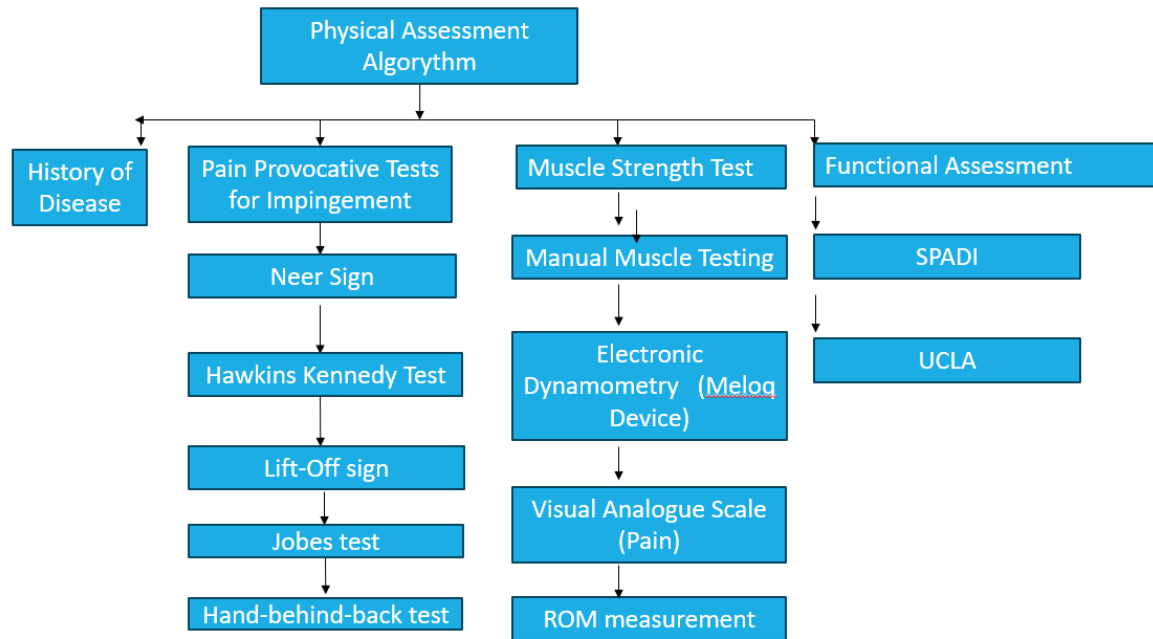 Physical Assessment
Algorythm
History of
Disease
Pain Provocative Tests
for Impingement
Neer Sign
Hawkins Kennedy Test
Lift-Off sign
Jobes test
Hand-behind-back test
Muscle Strength Test
Manual Muscle Testing
Electronic
Dynamometry (Meloq
Device)
Visual Analogue Scale
(Pain)
ROM measurement
Functional Assessment
SPADI
UCLA